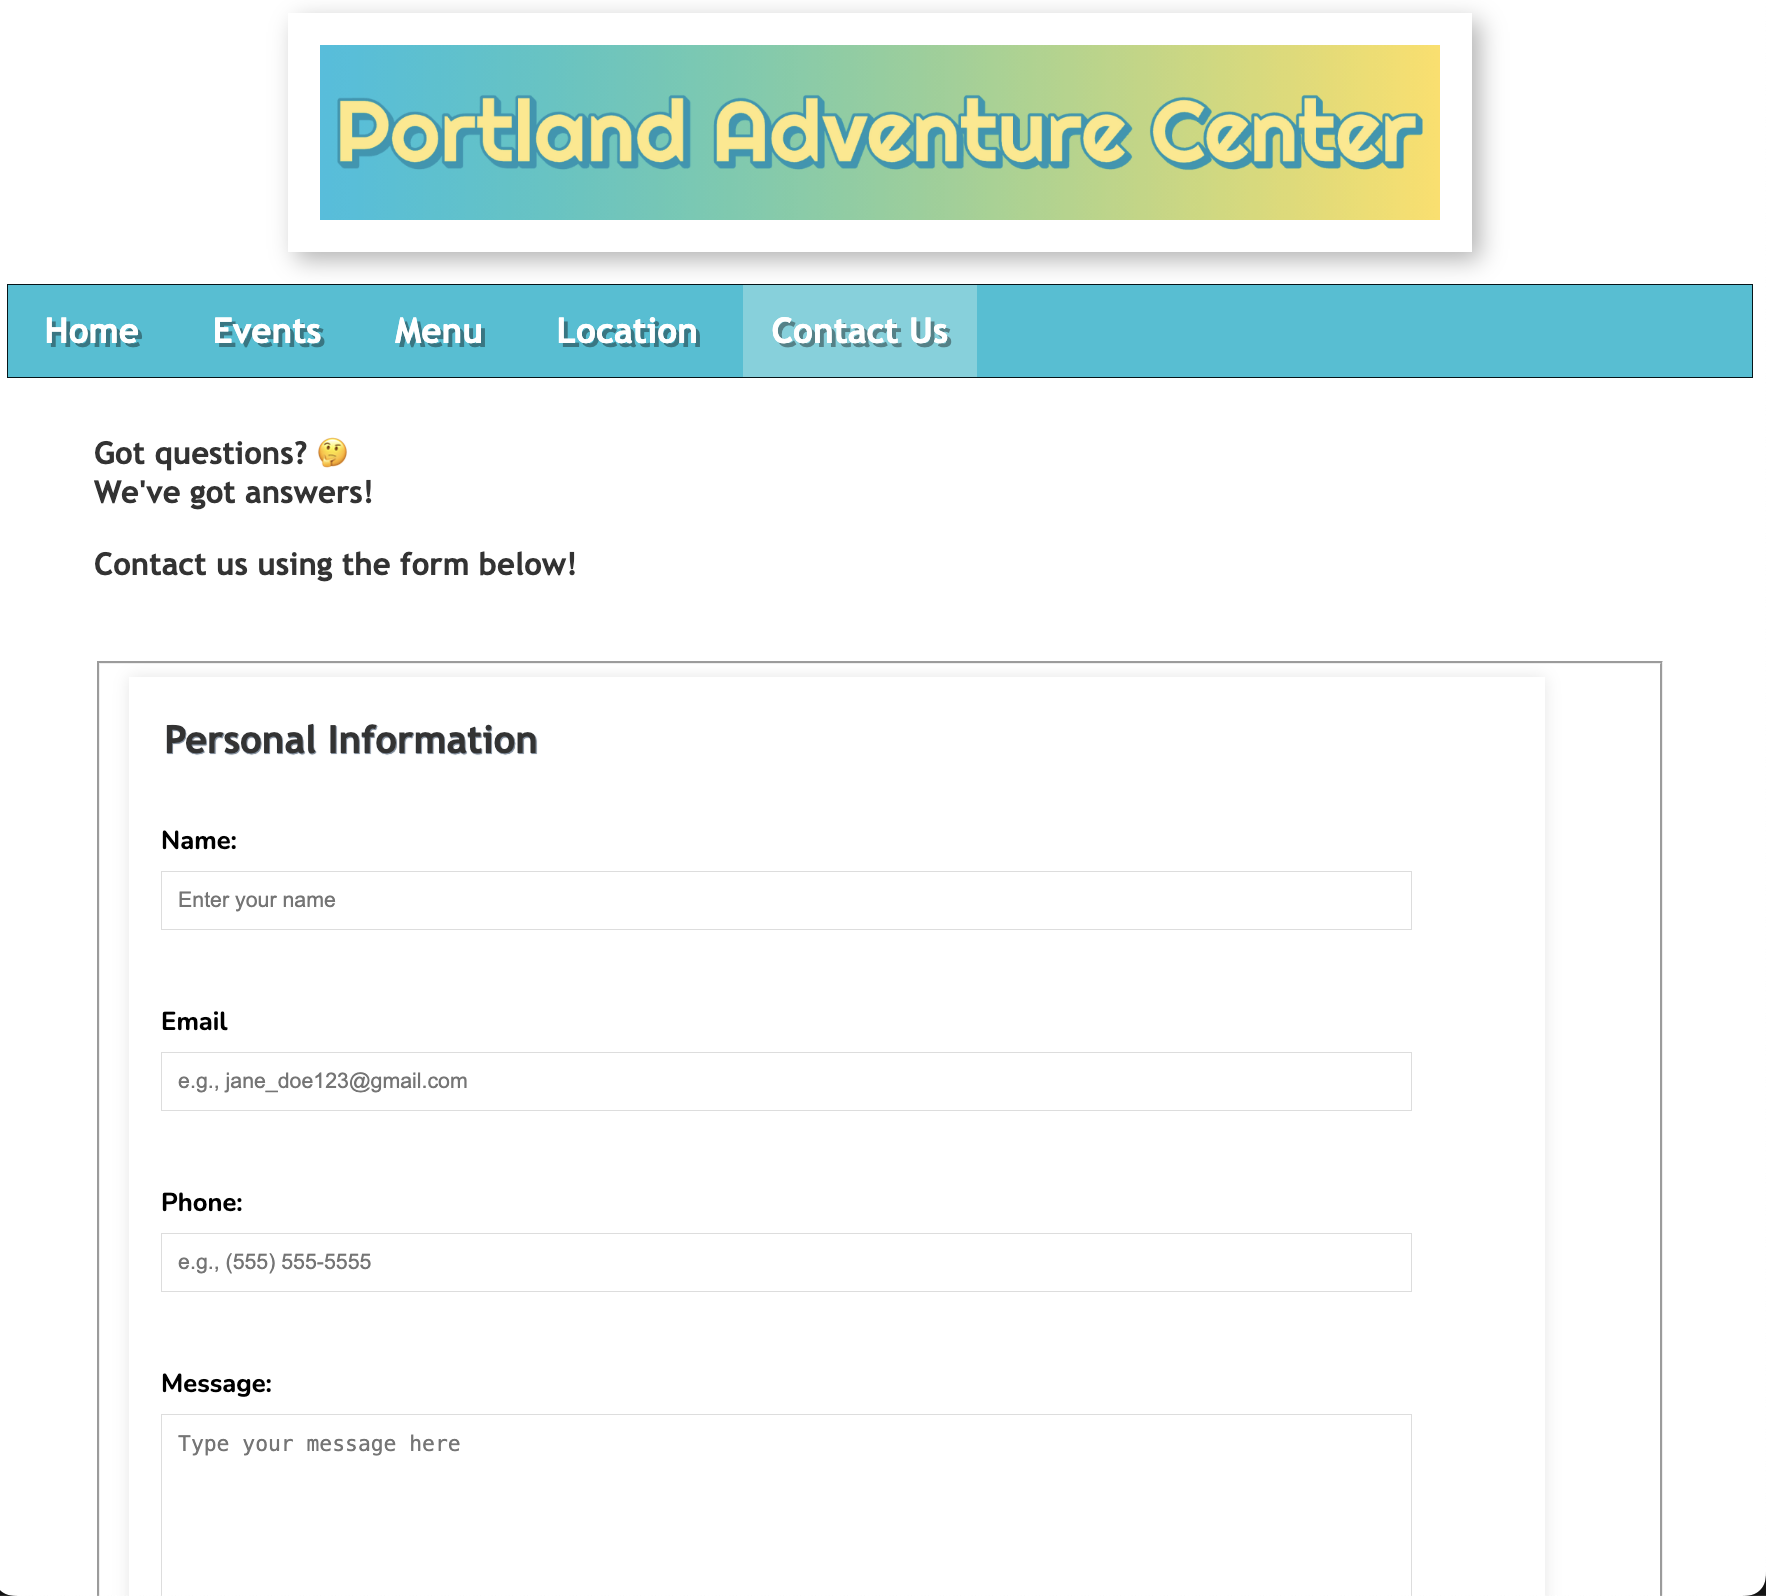 Portland Adventure Center
Home Events Menu Location Contact Us
Got questions? 🤔
We've got answers!
Contact us using the form below!
Personal Information
Name:
Enter your name
Email
e.g., jane_doe123@gmail.com
Phone:
e.g., (555) 555-5555
Message:
Type your message here